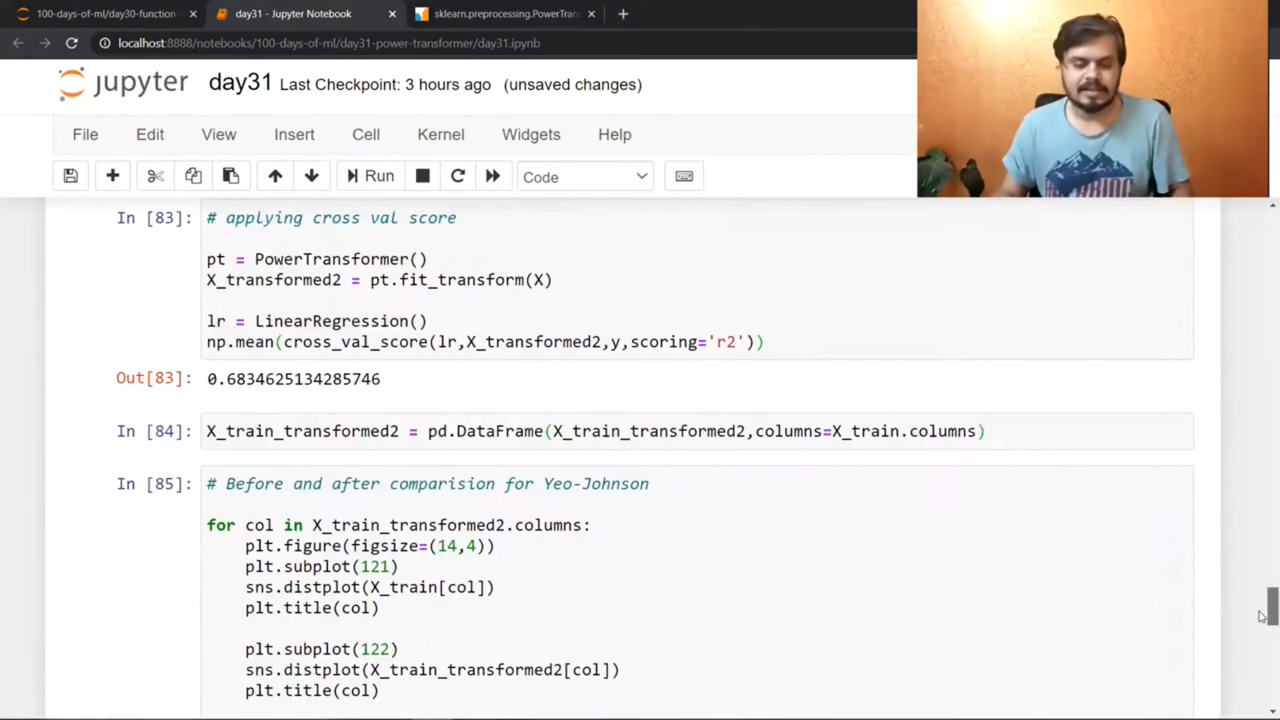 100-days-of-ml/day30-function
day31 - Jupyter Notebook
sklearn.preprocessing.PowerTran
localhost:8888/notebooks/100-days-of-ml/day31-power-transformer/day31.ipynb
jupyter day31 Last Checkpoint: 3 hours ago (unsaved changes)
File Edit View Insert Cell Kernel Widgets Help
Run Code
In [83]: # applying cross val score
pt = PowerTransformer()
X_transformed2 = pt.fit_transform(X)
lr = LinearRegression()
np.mean(cross_val_score(lr,X_transformed2,y,scoring='r2'))
Out[83]: 0.6834625134285746
In [84]: X_train_transformed2 = pd.DataFrame(X_train_transformed2,columns=X_train.columns)
In [85]: # Before and after comparision for Yeo-Johnson
for col in X_train_transformed2.columns:
plt.figure(figsize=(14,4))
plt.subplot(121)
sns.distplot(X_train[col])
plt.title(col)
plt.subplot(122)
sns.distplot(X_train_transformed2[col])
plt.title(col)